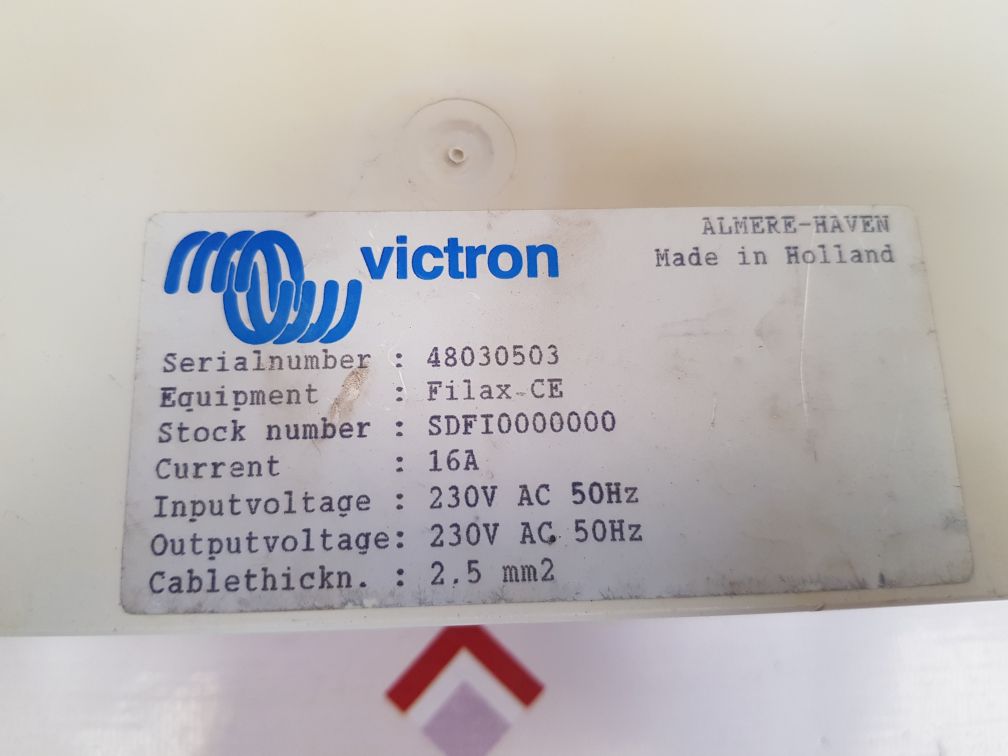 victron
ALMERE-HAVEN
Made in Holland
Serialnumber : 48030503
Equipment : Filax-CE
Stock number : SDFI0000000
Current : 16A
Inputvoltage : 230V AC 50Hz
Outputvoltage: 230V AC 50Hz
Cablethickn. : 2.5 mm2